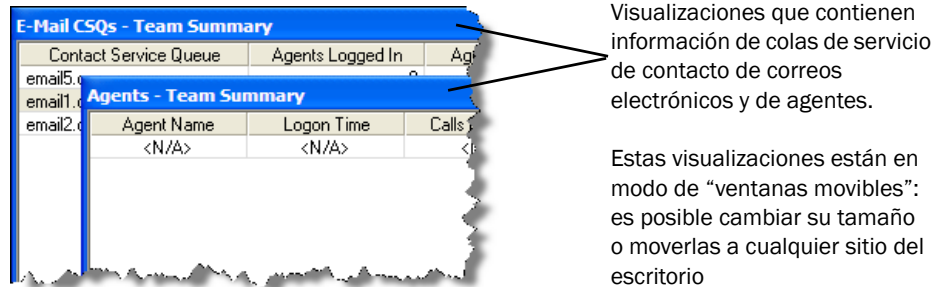 E-Mail CSQs - Team Summary
Contact Service Queue Agents Logged In
email5.
email1.
email2.
Agents - Team Summary
Agent Name Logon Time Calls
<N/A> <N/A>
Visualizaciones que contienen
información de colas de servicio
de contacto de correos
electrónicos y de agentes.
Estas visualizaciones están en
modo de “ventanas movibles”:
es posible cambiar su tamaño
o moverlas a cualquier sitio del
escritorio